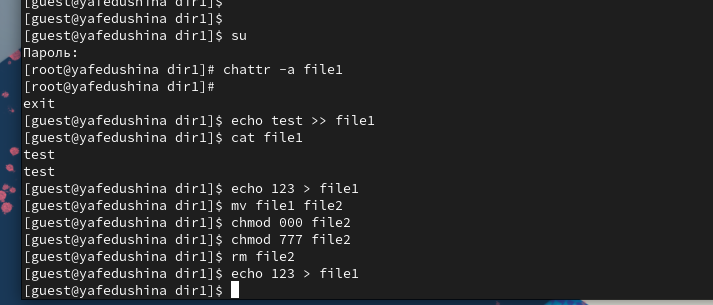 [guest@yafedushina dir1]$
[guest@yafedushina dir1]$
[guest@yafedushina dir1]$ su
Пароль:
[root@yafedushina dir1]# chattr -a file1
[root@yafedushina dir1]#
exit
[guest@yafedushina dir1]$ echo test >> file1
[guest@yafedushina dir1]$ cat file1
test
test
[guest@yafedushina dir1]$ echo 123 > file1
[guest@yafedushina dir1]$ mv file1 file2
[guest@yafedushina dir1]$ chmod 000 file2
[guest@yafedushina dir1]$ chmod 777 file2
[guest@yafedushina dir1]$ rm file2
[guest@yafedushina dir1]$ echo 123 > file1
[guest@yafedushina dir1]$